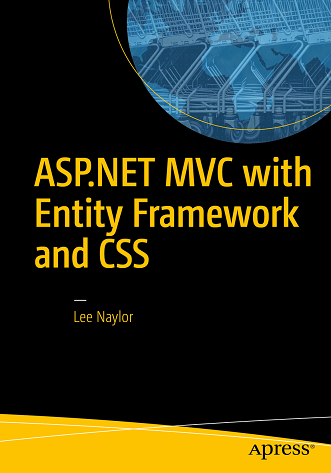 ASP.NET MVC with
Entity Framework
and CSS
Lee Naylor
Apress®